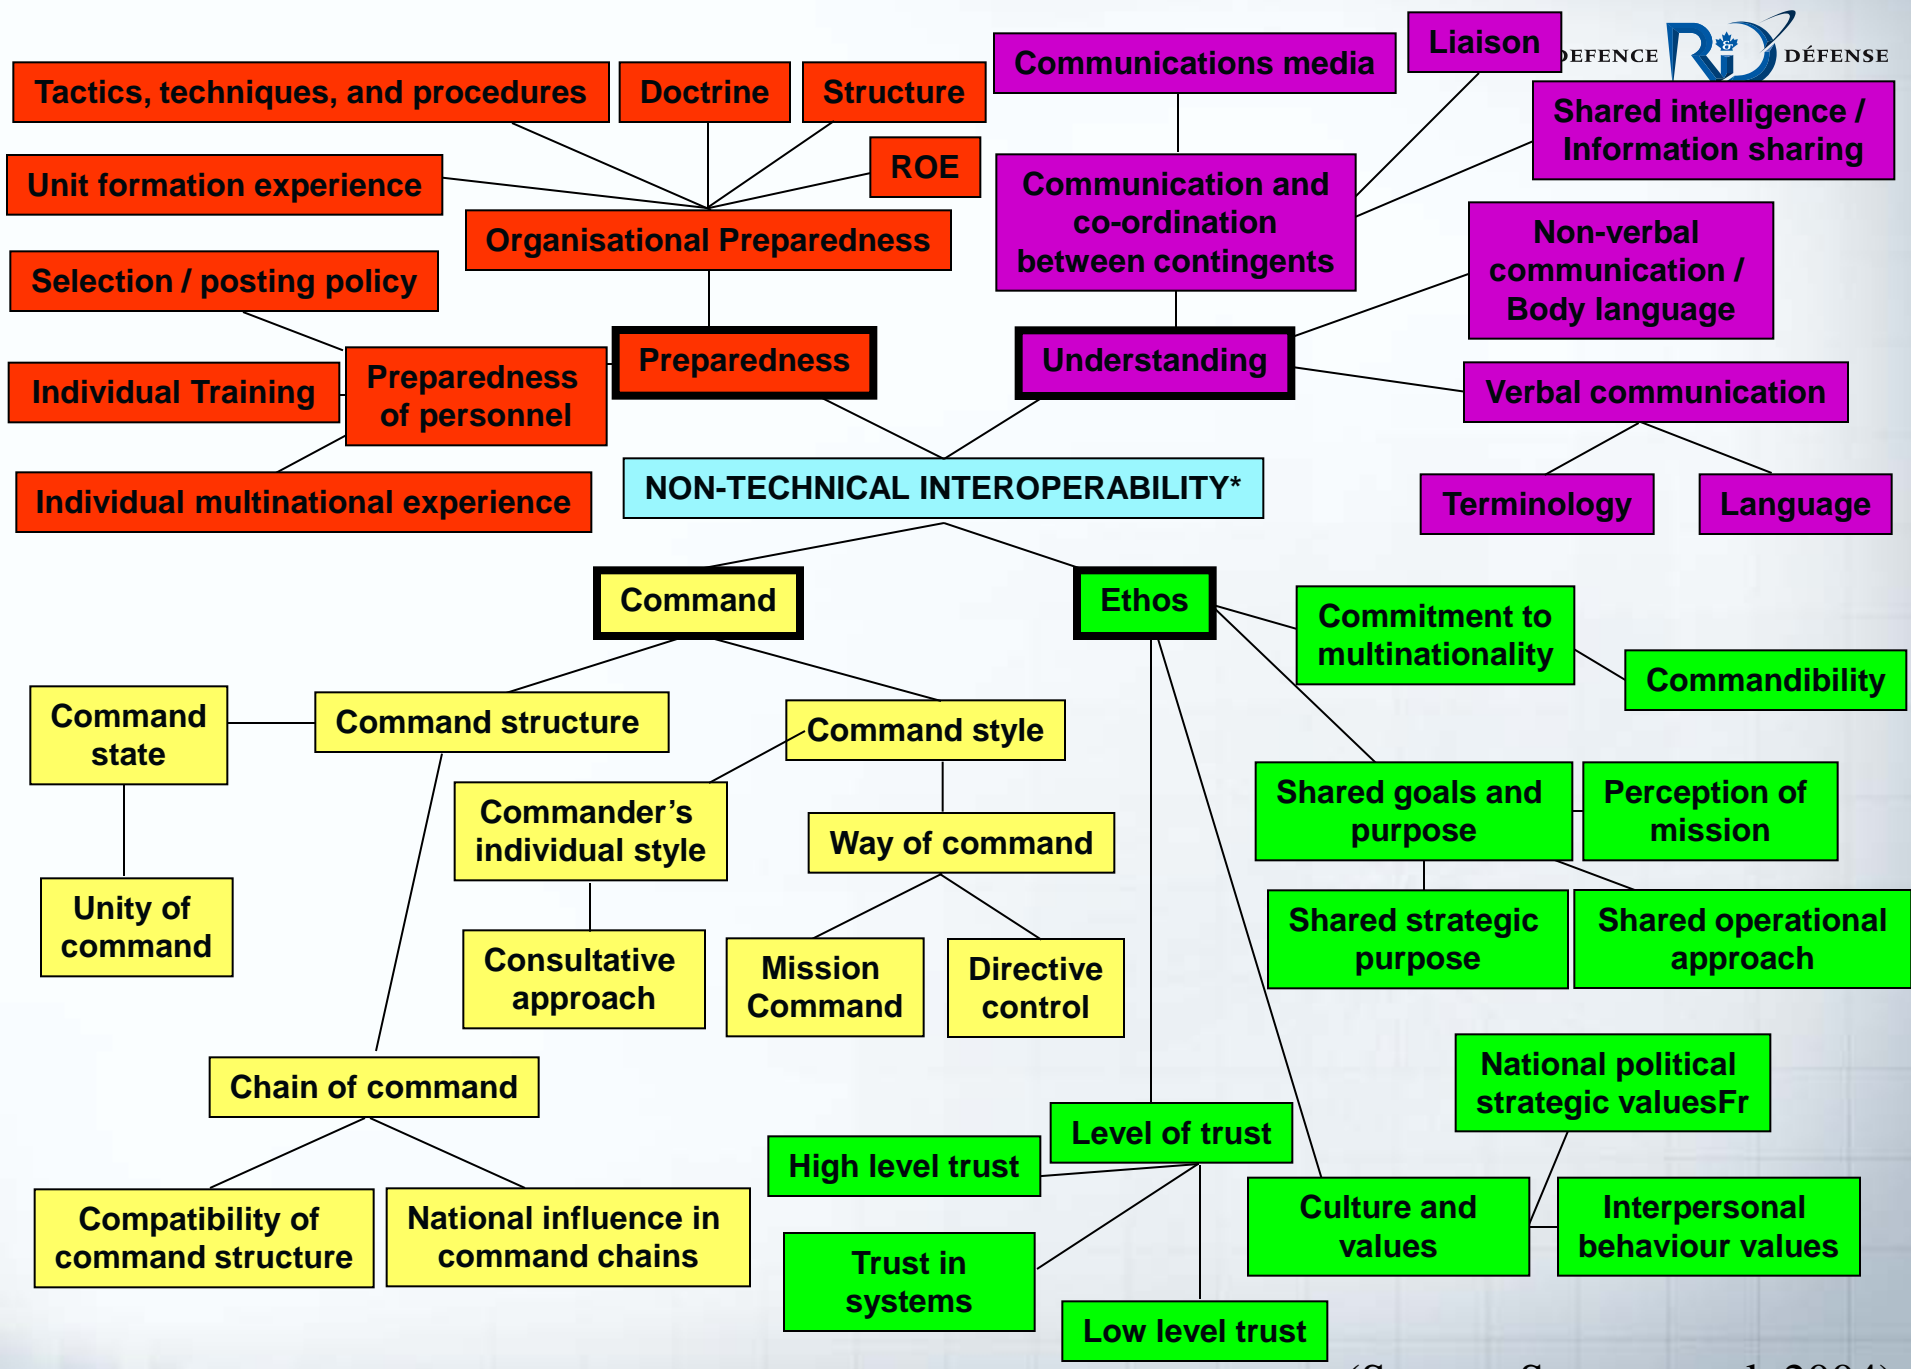 Liaison
DEFENCE
R&D
DÉFENSE
Communications media
Tactics, techniques, and procedures
Doctrine
Structure
Shared intelligence /
Information sharing
ROE
Unit formation experience
Communication and
co-ordination
between contingents
Organisational Preparedness
Non-verbal
communication /
Body language
Selection / posting policy
Preparedness
Understanding
Individual Training
Preparedness
of personnel
Verbal communication
Individual multinational experience
NON-TECHNICAL INTEROPERABILITY*
Terminology
Language
Command
Ethos
Commitment to
multinationality
Commandibility
Command
state
Command structure
Command style
Shared goals and
purpose
Perception of
mission
Commander's
individual style
Way of command
Unity of
command
Shared strategic
purpose
Shared operational
approach
Consultative
approach
Mission
Command
Directive
control
Chain of command
National political
strategic valuesFr
Level of trust
High level trust
Compatibility of
command structure
National influence in
command chains
Culture and
values
Interpersonal
behaviour values
Trust in
systems
Low level trust